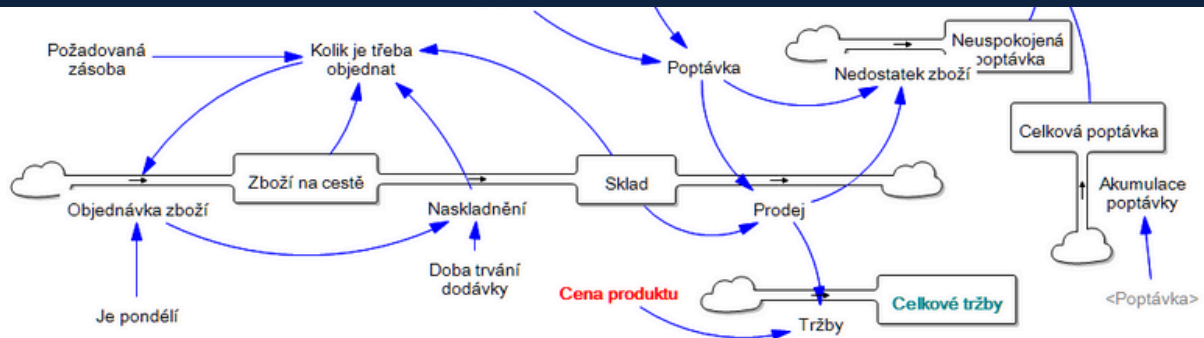 Požadovaná
zásoba
Kolik je třeba
objednat
Poptávka
Neuspokojená
poptávka
Nedostatek zboží
Celková poptávka
Zboží na cestě
Sklad
Objednávka zboží
Naskladnění
Prodej
Akumulace
poptávky
Doba trvání
dodávky
Je pondělí
Cena produktu
Celkové tržby
Tržby
<Poptávka>